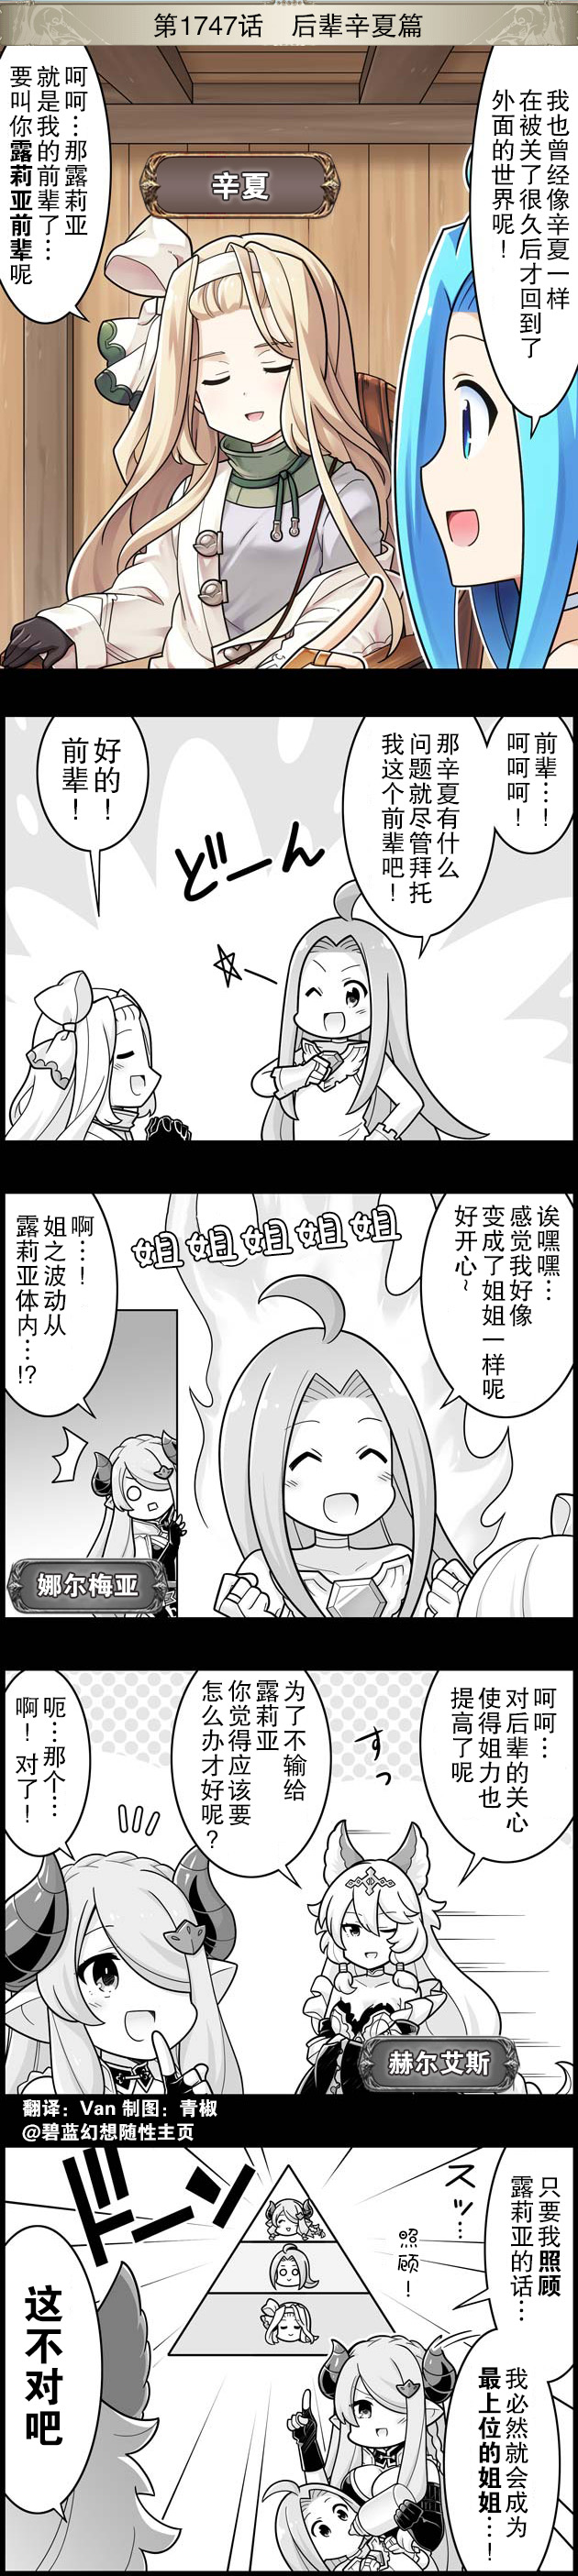 第1747话　后辈辛夏篇
我也曾经像辛夏一样
在被关了很久后才回到了
外面的世界呢！
辛夏
呵呵…那露莉亚
就是我的前辈了…
要叫你露莉亚前辈呢
前辈…！
呵呵呵！
那辛夏有什么
问题就尽管拜托
我这个前辈吧！
どーん
好的！
前辈！
诶嘿嘿…
感觉我好像
变成了姐姐一样呢
好开心~
姐姐姐姐姐
啊…！
姐之波动从
露莉亚体内…!?
娜尔梅亚
呵呵…
对后辈的关心
使得姐力也
提高了呢
すっ
为了不输给
露莉亚
你觉得应该要
怎么办才好呢？
赫尔艾斯
呃…那个…
啊！对了！
翻译：Van 制图：青椒
@碧蓝幻想随性主页
只要我照顾
露莉亚的话…
スッ…
照顾！
我必然就会成为
最上位的姐姐…！
ドーン
这不对吧